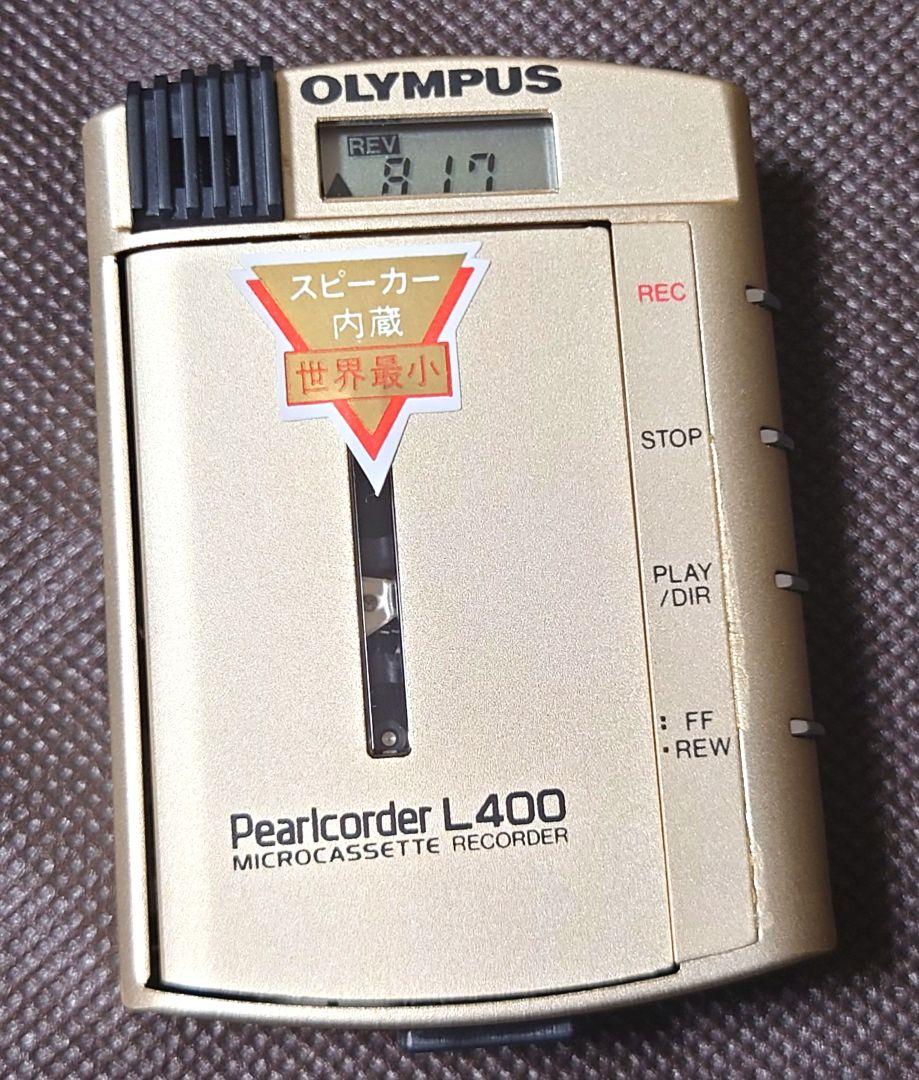 OLYMPUS
REV
817
スピーカー
内蔵
世界最小
REC
STOP
PLAY
/DIR
: FF
・REW
Pearlcorder L400
MICROCASSETTE RECORDER